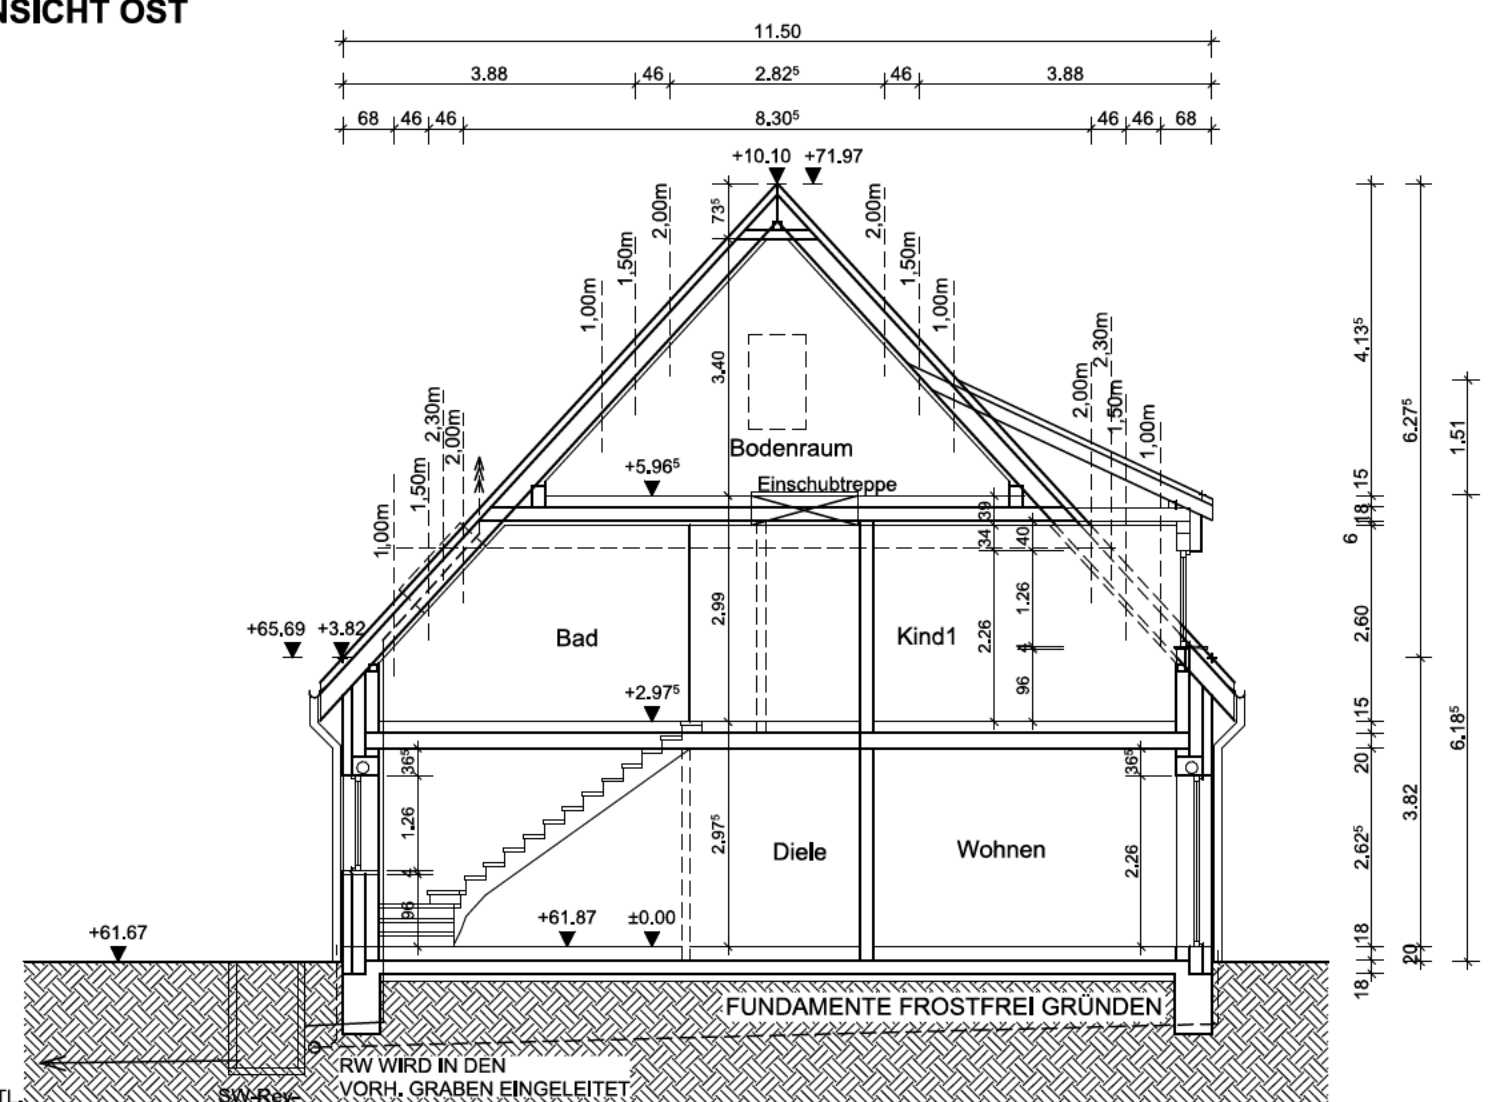 NSICHT OST
11.50
3.88 46 2.82⁵ 46 3.88
68 46 46 8.30⁵ 46 46 68
+10.10 +71.97
73⁵
2,00m 2,00m
1,50m 1,50m
1,00m 1,00m
2,30m
4.13⁵
3.40
2,00m
1,50m
1,00m
2,30m
2,00m
1,50m
1,00m
6.27⁵
1.51
Bodenraum
+5.96⁵
Einschubtreppe
39
15
18
34
40
6
+65.69 +3.82
Bad
2.99
Kind1
2.26
1.26
4
96
2.60
+2.97⁵
15
6.18⁵
36⁵
36⁵
20
3.82
1.26
4
96
2.97⁵
Diele
Wohnen
2.26
2.62⁵
+61.67
+61.87 ±0.00
18
20
18
FUNDAMENTE FROSTFREI GRÜNDEN
RW WIRD IN DEN
VORH. GRABEN EINGELEITET
SW-Rev-
TL.